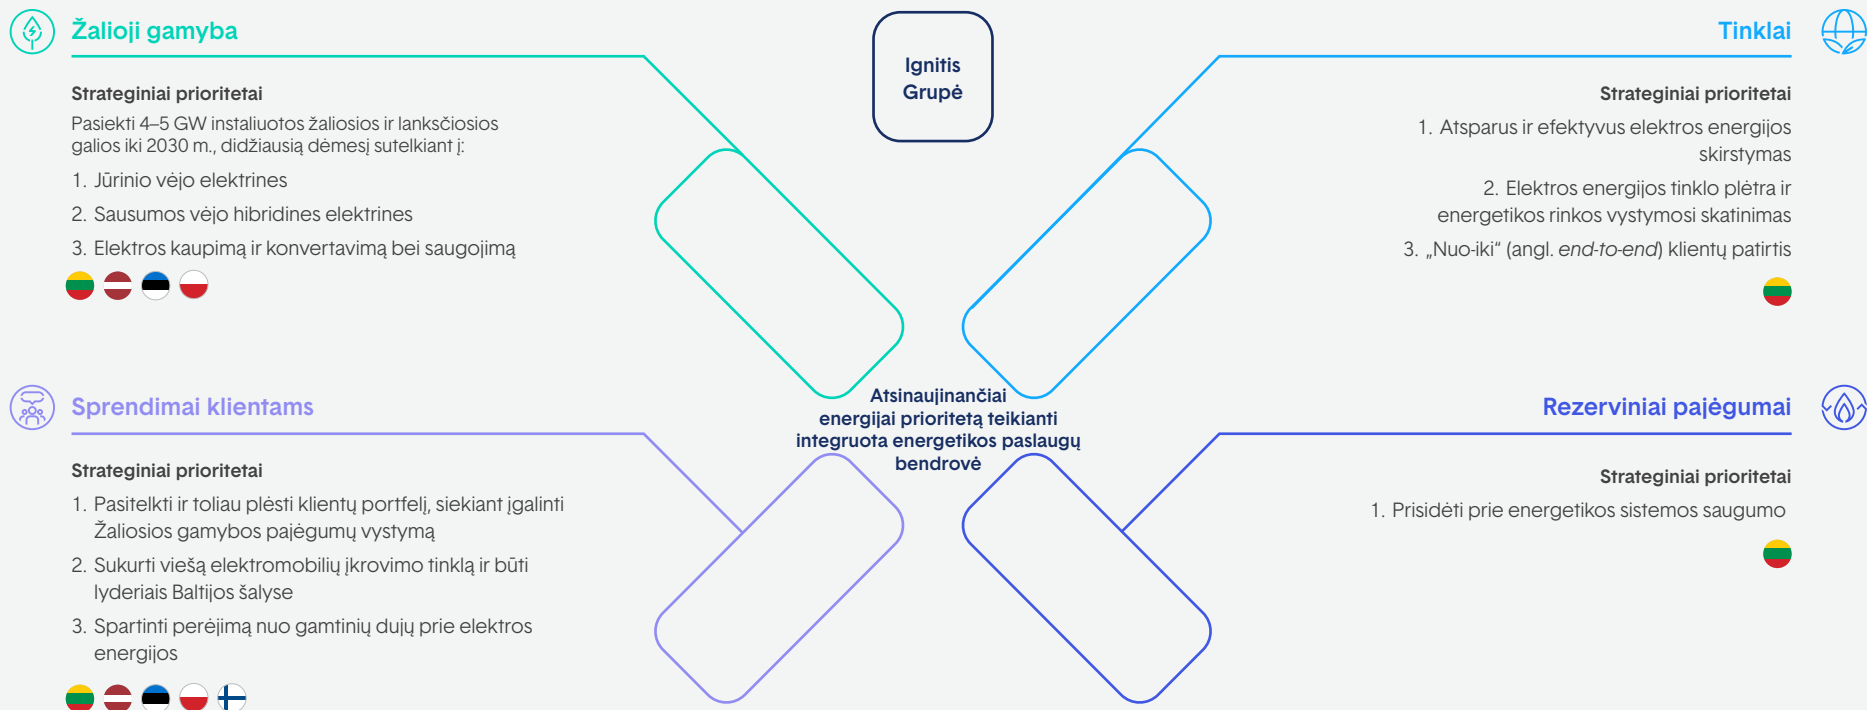 Žalioji gamyba
Strateginiai prioritetai
Pasiekti 4–5 GW instaliuotos žaliosios ir lanksčiosios
galios iki 2030 m., didžiausią dėmesį sutelkiant į:
1. Jūrinio vėjo elektrines
2. Sausumos vėjo hibridines elektrines
3. Elektros kaupimą ir konvertavimą bei saugojimą
Ignitis
Grupė
Tinklai
Strateginiai prioritetai
1. Atsparus ir efektyvus elektros energijos
skirstymas
2. Elektros energijos tinklo plėtra ir
energetikos rinkos vystymosi skatinimas
3. „Nuo-iki“ (angl. end-to-end) klientų patirtis
Atsinaujinančiai
energijai prioritetą teikianti
integruota energetikos paslaugų
bendrovė
Sprendimai klientams
Strateginiai prioritetai
1. Pasitelkti ir toliau plėsti klientų portfelį, siekiant įgalinti
Žaliosios gamybos pajėgumų vystymą
2. Sukurti viešą elektromobilių įkrovimo tinklą ir būti
lyderiais Baltijos šalyse
3. Spartinti perėjimą nuo gamtinių dujų prie elektros
energijos
Rezerviniai pajėgumai
Strateginiai prioritetai
1. Prisidėti prie energetikos sistemos saugumo